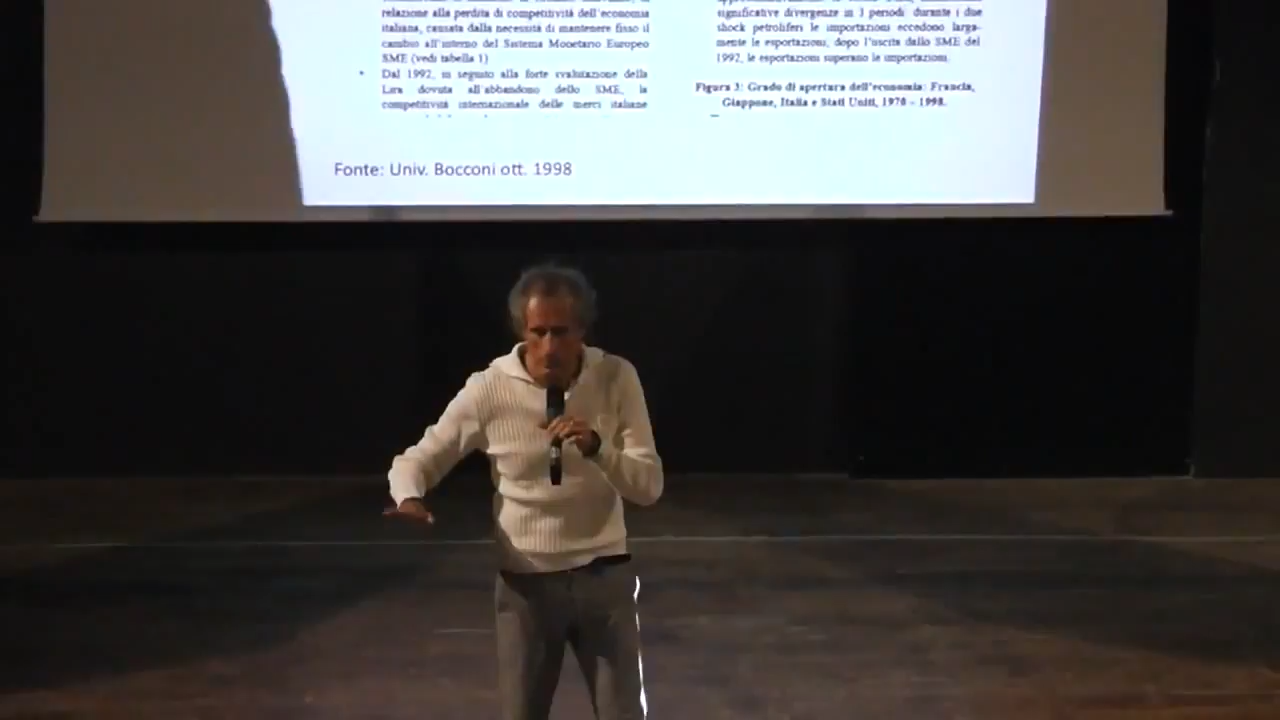 relazione alla perdita di competitività dell'economia
italiana, causata dalla necessità di mantenere fisso il
cambio all'interno del Sistema Monetario Europeo
SME (vedi tabella 1)
• Dal 1992, in seguito alla forte svalutazione della
Lira dovuta all'abbandono dello SME, la
competitività internazionale delle merci italiane
significative divergenze in 3 periodi: durante i due
shock petroliferi le importazioni eccedono larga-
mente le esportazioni, dopo l'uscita dallo SME del
1992, le esportazioni superano le importazioni.
Figura 3: Grado di apertura dell'economia: Francia,
Giappone, Italia e Stati Uniti, 1970 - 1998.
Fonte: Univ. Bocconi ott. 1998